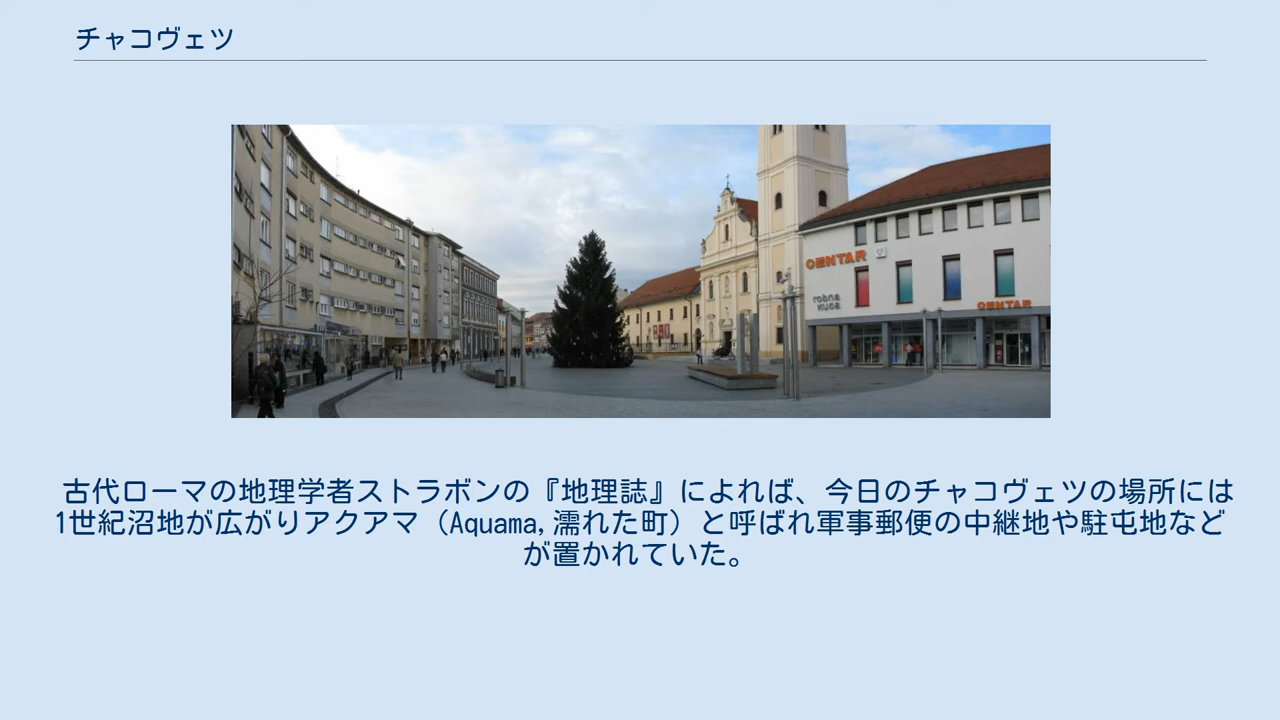 チャコヴェツ
CENTAR
robna
kuća
CENTAR
古代ローマの地理学者ストラボンの『地理誌』によれば、今日のチャコヴェツの場所には
1世紀沼地が広がりアクアマ（Aquama,濡れた町）と呼ばれ軍事郵便の中継地や駐屯地など
が置かれていた。